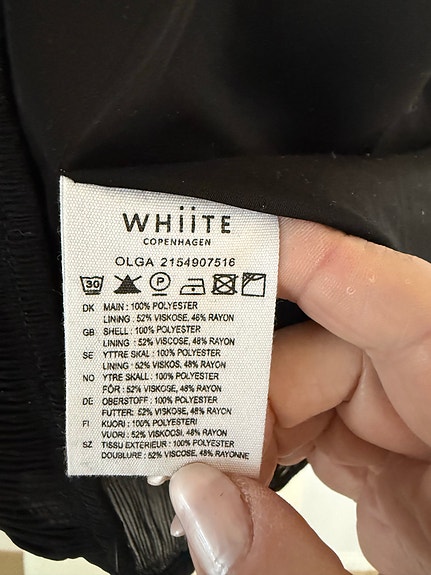 WHiiTE
COPENHAGEN
OLGA 2154907516
30 P
DK MAIN : 100% POLYESTER
LINING : 52% VISKOSE, 48% RAYON
GB SHELL : 100% POLYESTER
LINING : 52% VISCOSE, 48% RAYON
SE YTTRE SKAL : 100% POLYESTER
LINING : 52% VISKOS, 48% RAYON
NO YTRE SKALL : 100% POLYESTER
FÔR : 52% VISKOSE, 48% RAYON
DE OBERSTOFF : 100% POLYESTER
FUTTER: 52% VISKOSE, 48% RAYON
FI KUORI : 100% POLYESTERI
VUORI : 52% VISKOOSI, 48% RAYON
SZ TISSU EXTÉRIEUR : 100% POLYESTER
DOUBLURE : 52% VISCOSE, 48% RAYONNE